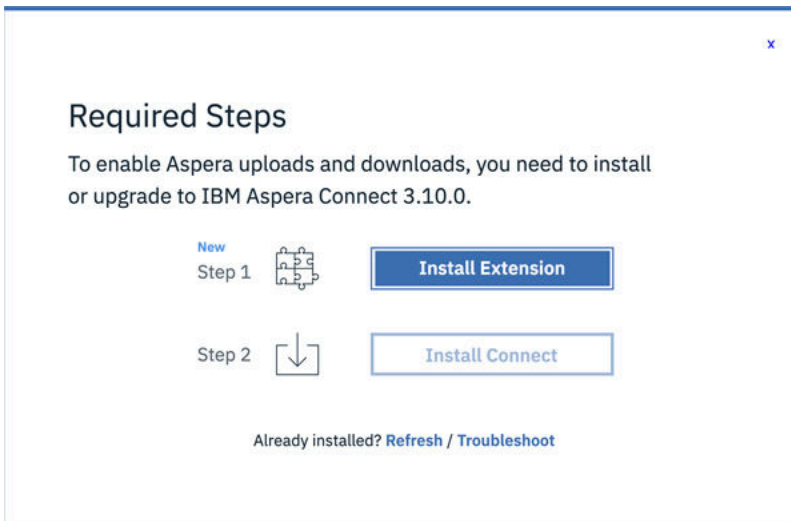 x
Required Steps
To enable Aspera uploads and downloads, you need to install
or upgrade to IBM Aspera Connect 3.10.0.
New
Step 1
Install Extension
Step 2
Install Connect
Already installed? Refresh / Troubleshoot